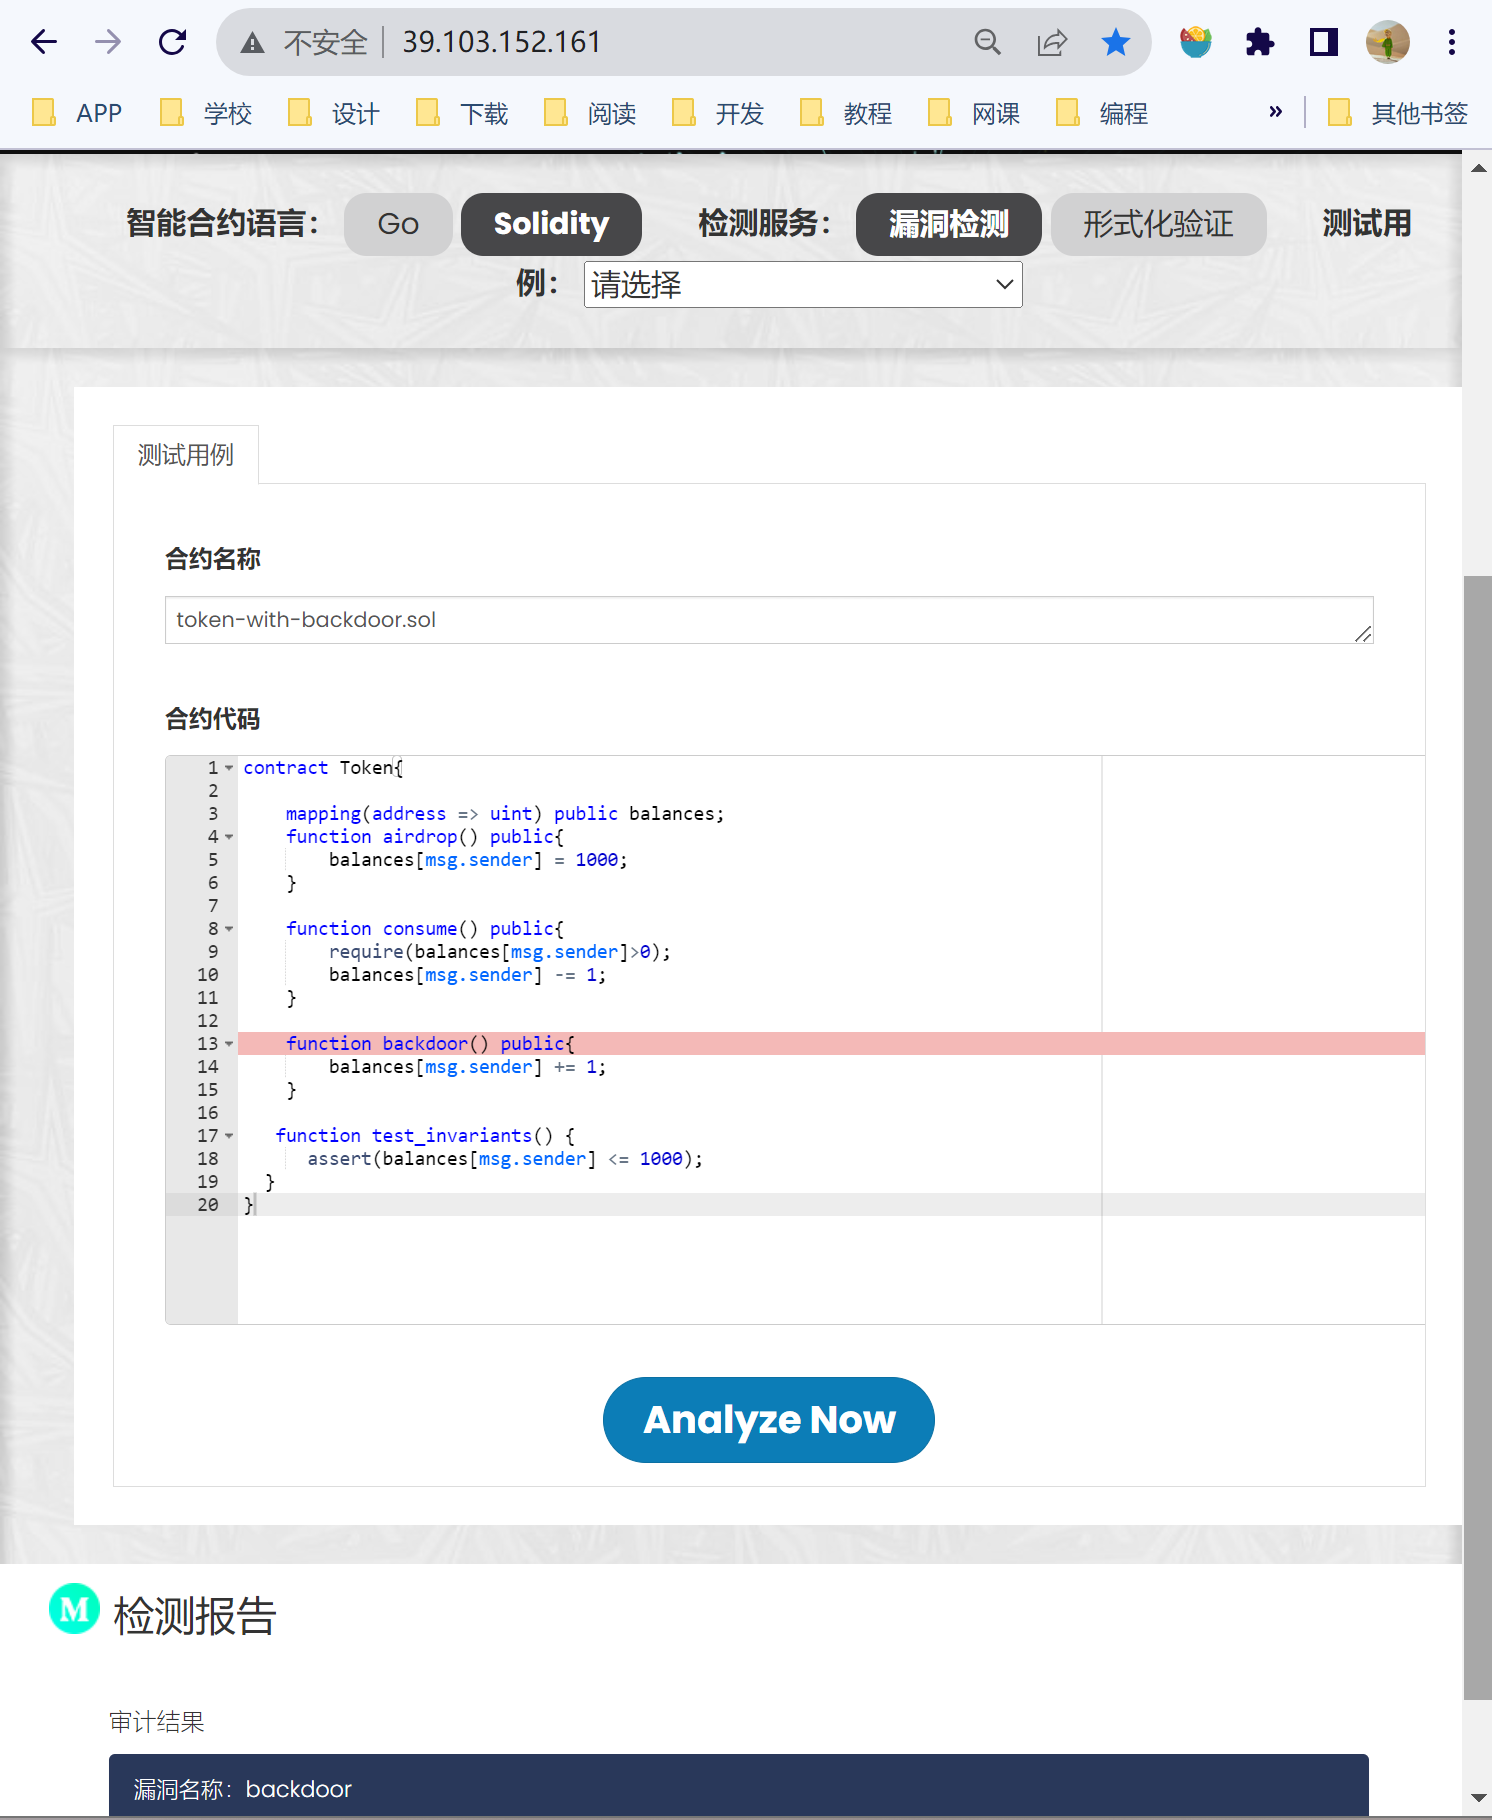 不安全 39.103.152.161
APP 学校 设计 下载 阅读 开发 教程 网课 编程 » 其他书签
智能合约语言： Go Solidity 检测服务： 漏洞检测 形式化验证 测试用
例： 请选择
测试用例
合约名称
token-with-backdoor.sol
合约代码
1 contract Token{
2
3 mapping(address => uint) public balances;
4 function airdrop() public{
5 balances[msg.sender] = 1000;
6 }
7
8 function consume() public{
9 require(balances[msg.sender]>0);
10 balances[msg.sender] -= 1;
11 }
12
13 function backdoor() public{
14 balances[msg.sender] += 1;
15 }
16
17 function test_invariants() {
18 assert(balances[msg.sender] <= 1000);
19 }
20 }
Analyze Now
M 检测报告
审计结果
漏洞名称：backdoor